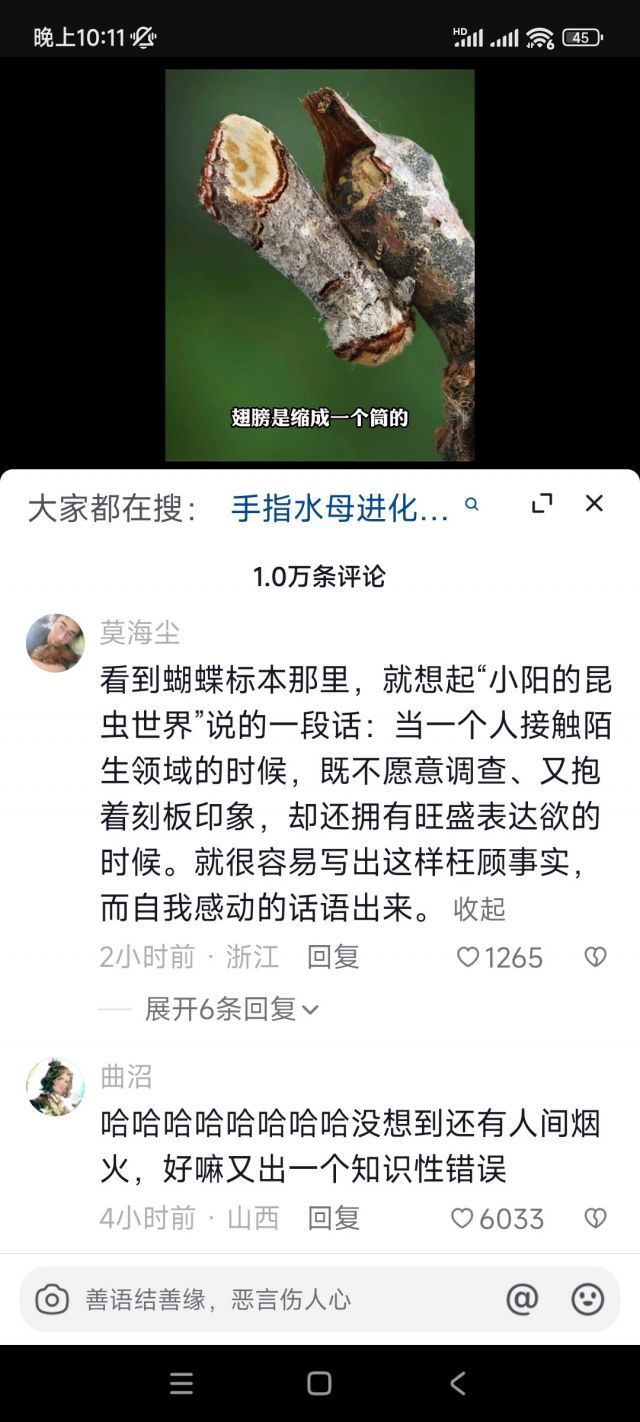 晚上10:11
HD
6
45
翅膀是缩成一个筒的
大家都在搜： 手指水母进化...
1.0万条评论
莫海尘
看到蝴蝶标本那里，就想起“小阳的昆
虫世界”说的一段话：当一个人接触陌
生领域的时候，既不愿意调查、又抱
着刻板印象，却还拥有旺盛表达欲的
时候。就很容易写出这样枉顾事实，
而自我感动的话语出来。 收起
2小时前 · 浙江 回复 1265
展开6条回复
曲沼
哈哈哈哈哈哈哈哈没想到还有人间烟
火，好嘛又出一个知识性错误
4小时前 · 山西 回复 6033
善语结善缘，恶言伤人心
@